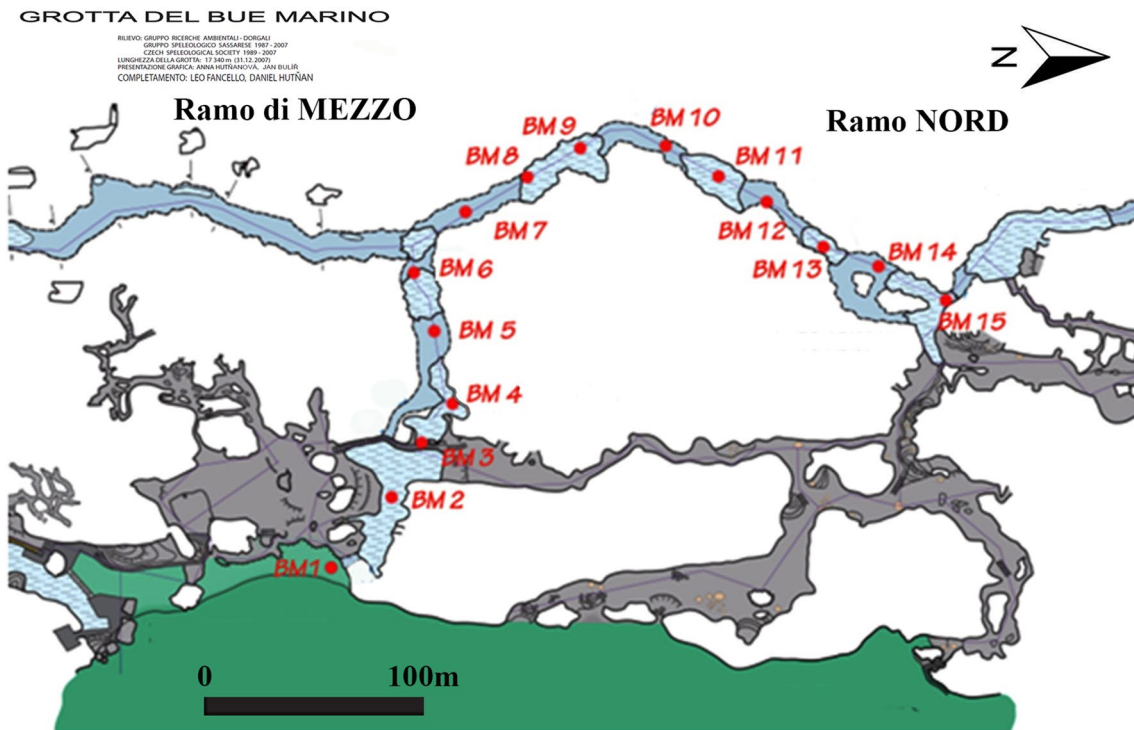 GROTTA DEL BUE MARINO
RILIEVO: GRUPPO RICERCHE AMBIENTALI - DORGALI
GRUPPO SPELEOLOGICO SASSARESE 1987 - 2007
CZECH SPELEOLOGICAL SOCIETY 1989 - 2007
LUNGHEZZA DELLA GROTTA: 17 340 m (31.12.2007)
PRESENTAZIONE GRAFICA: ANNA HUTŇANOVÁ, JAN BULÍŘ
COMPLETAMENTO: LEO FANCELLO, DANIEL HUTŇAN
N
Ramo di MEZZO
Ramo NORD
BM 9
BM 10
BM 8
BM 11
BM 7
BM 12
BM 13
BM 14
BM 6
BM 15
BM 5
BM 4
BM 3
BM 2
BM1
0 100m